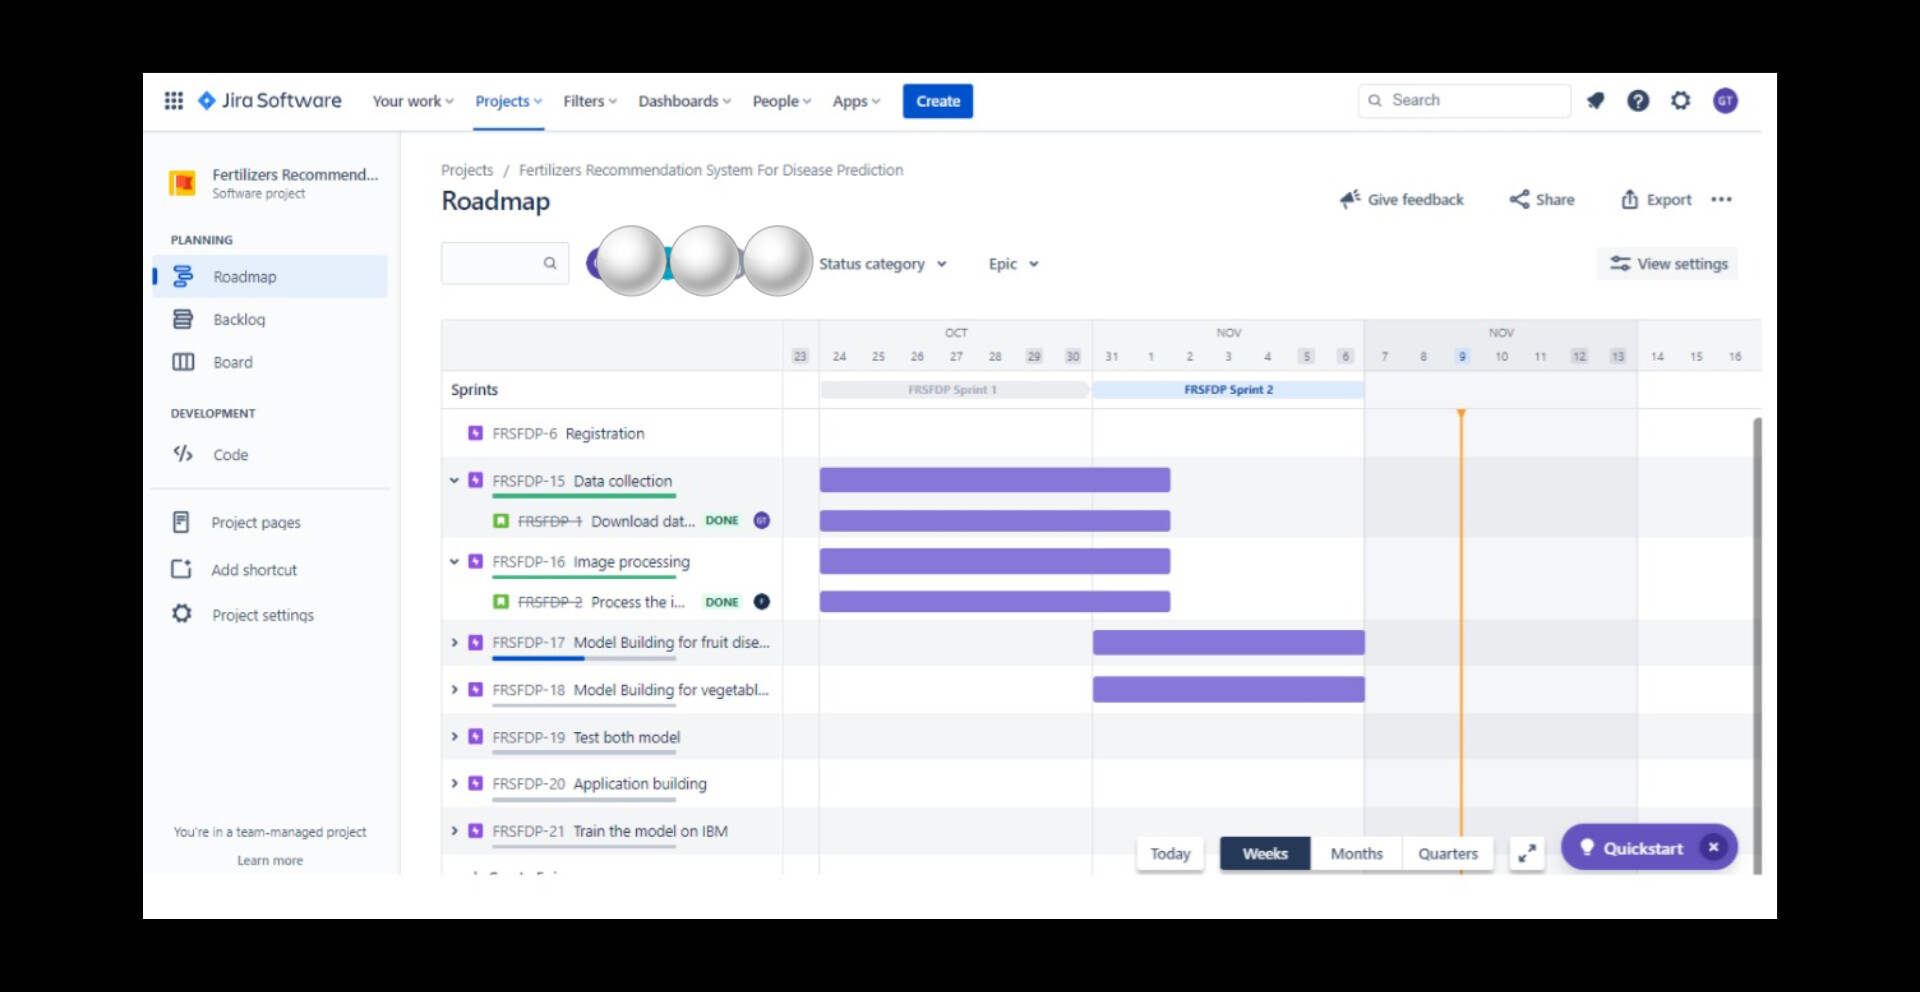 Jira Software Your work Projects Filters Dashboards People Apps Create Search GT
Fertilizers Recommend...
Software project
PLANNING
Roadmap
Backlog
Board
DEVELOPMENT
Code
Project pages
Add shortcut
Project settings
You're in a team-managed project
Learn more
Projects / Fertilizers Recommendation System For Disease Prediction
Roadmap
Give feedback Share Export
Status category Epic View settings
OCT NOV NOV
23 24 25 26 27 28 29 30 31 1 2 3 4 5 6 7 8 9 10 11 12 13 14 15 16
Sprints FRSFDP Sprint 1 FRSFDP Sprint 2
FRSFDP-6 Registration
FRSFDP-15 Data collection
FRSFDP-1 Download dat... DONE GT
FRSFDP-16 Image processing
FRSFDP-2 Process the i... DONE
FRSFDP-17 Model Building for fruit dise...
FRSFDP-18 Model Building for vegetabl...
FRSFDP-19 Test both model
FRSFDP-20 Application building
FRSFDP-21 Train the model on IBM
Today Weeks Months Quarters Quickstart